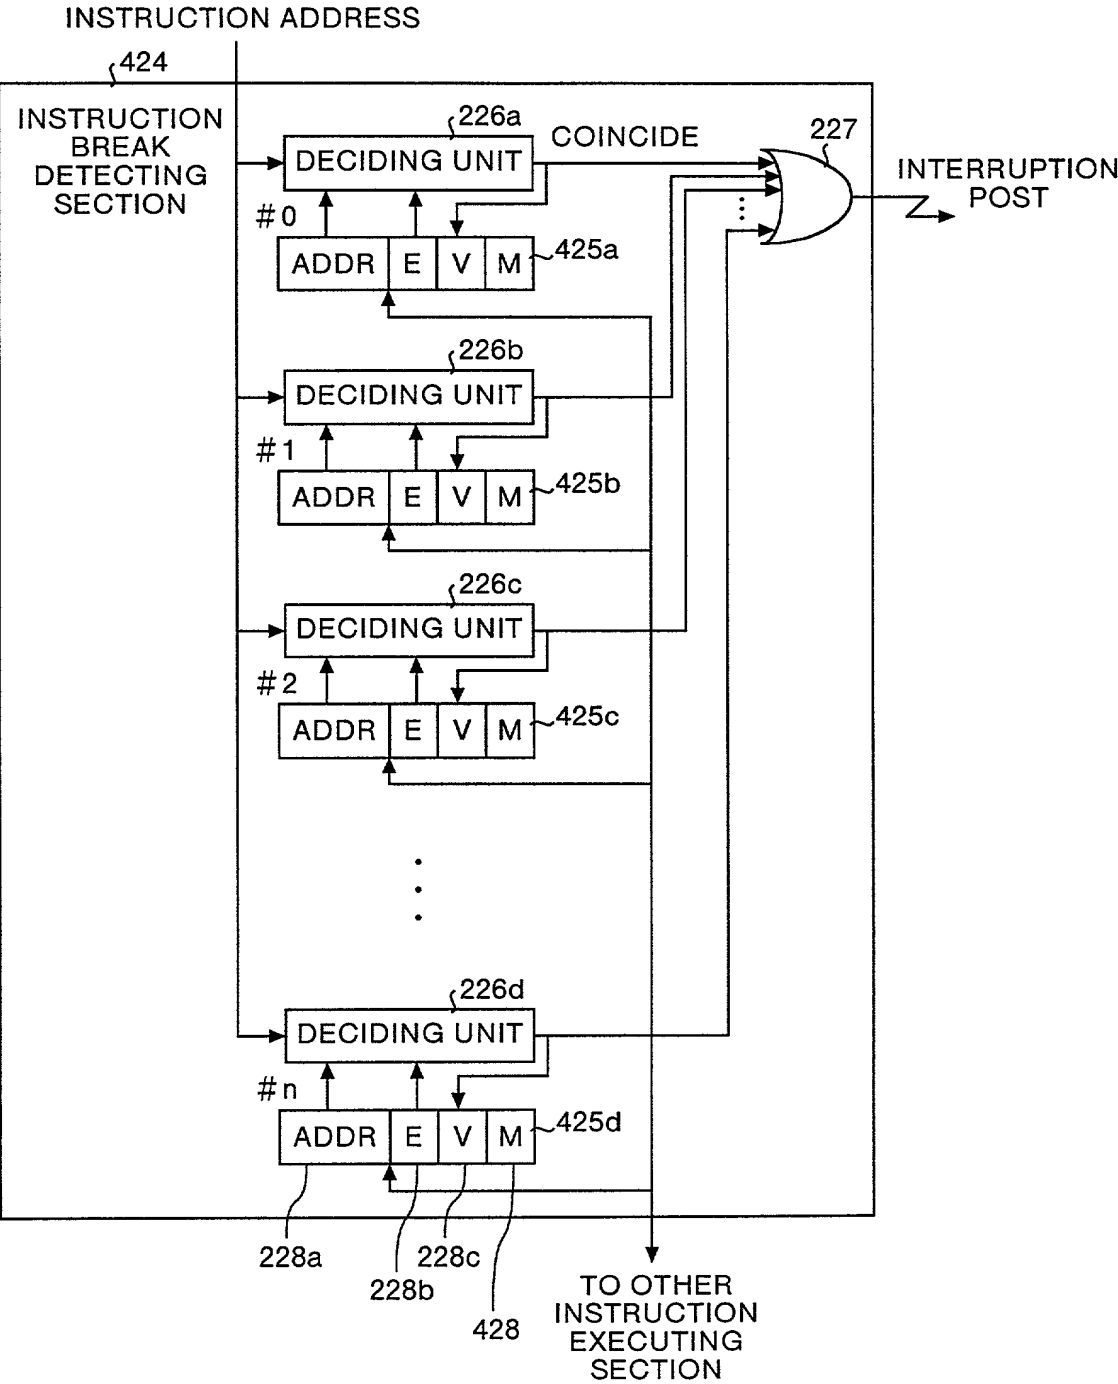 INSTRUCTION ADDRESS
424
INSTRUCTION
BREAK
DETECTING
SECTION
226a
DECIDING UNIT
COINCIDE
227
INTERRUPTION
POST
#0
ADDR E V M
425a
226b
DECIDING UNIT
#1
ADDR E V M
425b
226c
DECIDING UNIT
#2
ADDR E V M
425c
226d
DECIDING UNIT
#n
ADDR E V M
425d
228a
228b
228c
428
TO OTHER
INSTRUCTION
EXECUTING
SECTION